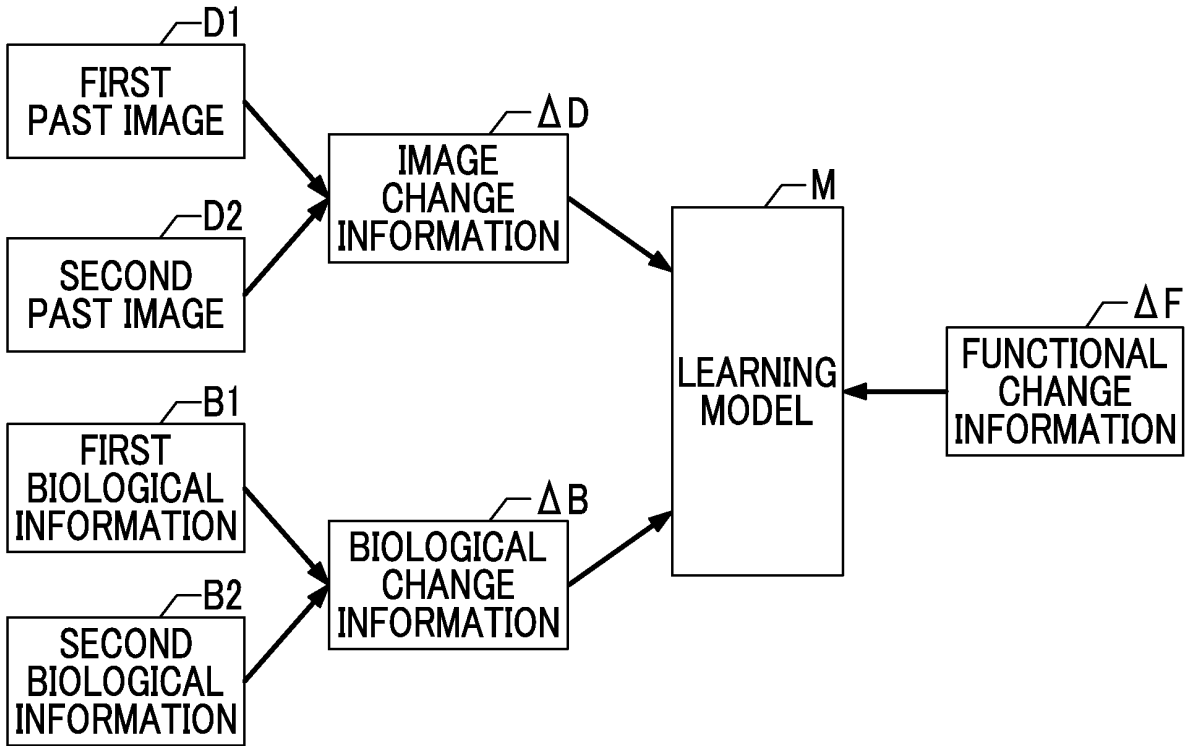 D1
FIRST
PAST IMAGE
D2
SECOND
PAST IMAGE
B1
FIRST
BIOLOGICAL
INFORMATION
B2
SECOND
BIOLOGICAL
INFORMATION
ΔD
IMAGE
CHANGE
INFORMATION
ΔB
BIOLOGICAL
CHANGE
INFORMATION
M
LEARNING
MODEL
ΔF
FUNCTIONAL
CHANGE
INFORMATION